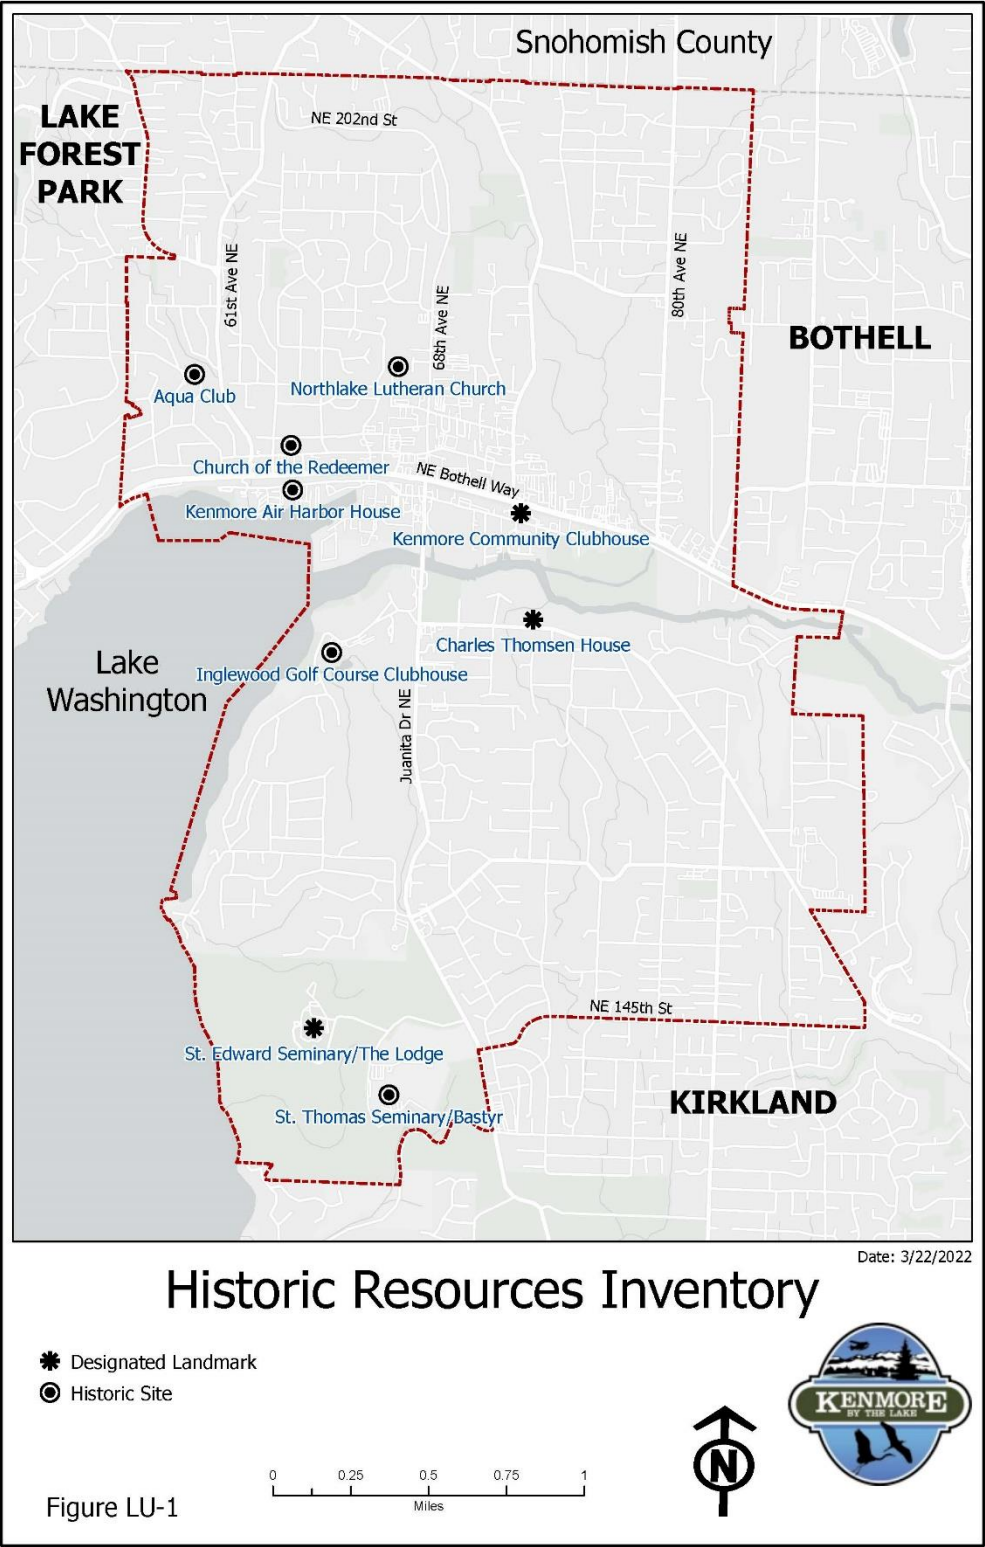 Snohomish County
LAKE
FOREST
PARK
NE 202nd St
61st Ave NE
80th Ave NE
68th Ave NE
BOTHELL
Northlake Lutheran Church
Aqua Club
Church of the Redeemer
NE Bothell Way
Kenmore Air Harbor House
Kenmore Community Clubhouse
Charles Thomsen House
Lake
Washington
Inglewood Golf Course Clubhouse
Juanita Dr NE
NE 145th St
St. Edward Seminary/The Lodge
KIRKLAND
St. Thomas Seminary/Bastyr
Date: 3/22/2022
Historic Resources Inventory
Designated Landmark
Historic Site
KENMORE
BY THE LAKE
N
0 0.25 0.5 0.75 1
Miles
Figure LU-1